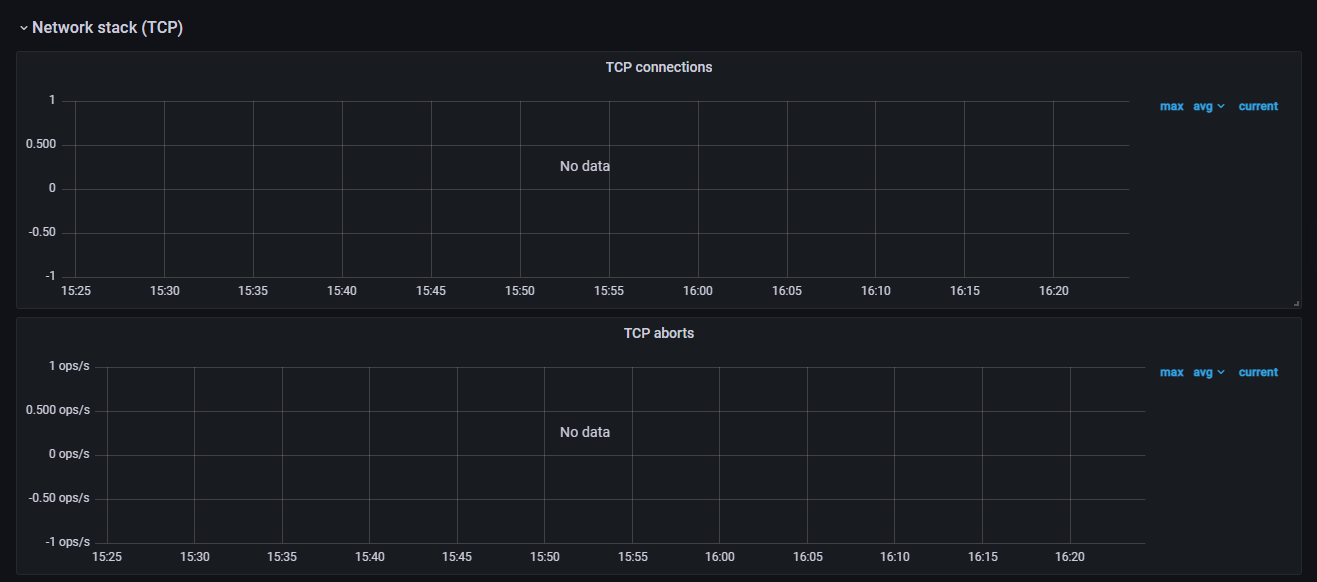 Network stack (TCP)
TCP connections
max avg current
1
0.500
0
-0.50
-1
No data
15:25 15:30 15:35 15:40 15:45 15:50 15:55 16:00 16:05 16:10 16:15 16:20
TCP aborts
max avg current
1 ops/s
0.500 ops/s
0 ops/s
-0.50 ops/s
-1 ops/s
No data
15:25 15:30 15:35 15:40 15:45 15:50 15:55 16:00 16:05 16:10 16:15 16:20